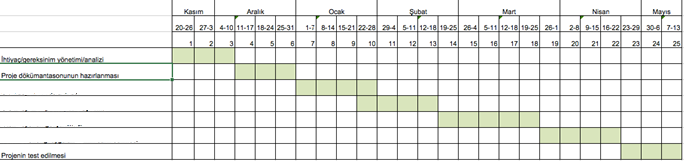 Kasım Aralık Ocak Şubat Mart Nisan Mayıs
20-26 27-3 4-10 11-17 18-24 25-31 1-7 8-14 15-21 22-28 29-4 5-11 12-18 19-25 26-4 5-11 12-18 19-25 26-1 2-8 9-15 16-22 23-29 30-6 7-13
1 2 3 4 5 6 7 8 9 10 11 12 13 14 15 16 17 18 19 20 21 22 23 24 25
İhtiyaç/gereksinim yönetimi/analizi
Proje dökümantasonunun hazırlanması
Projenin test edilmesi